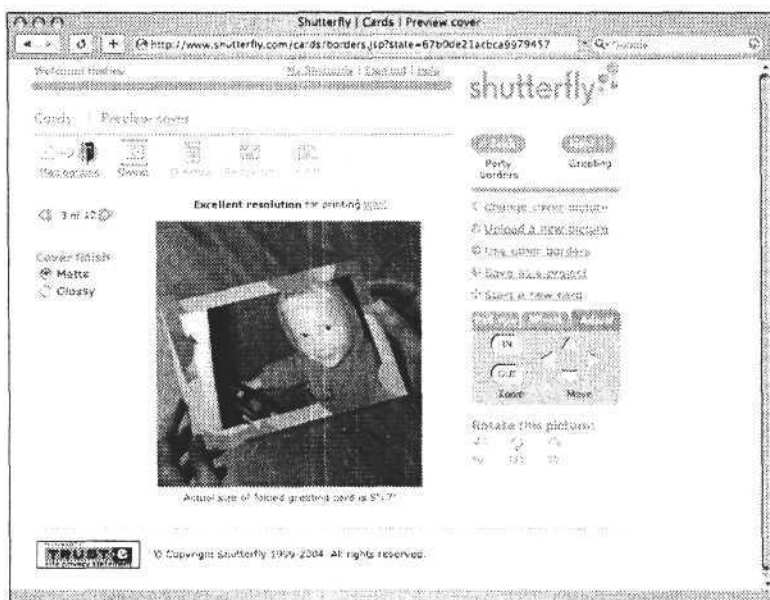 Shutterfly | Cards | Preview cover
http://www.shutterfly.com/cards/borders.jsp?state=67b0de21acbca9979457
shutterfly
Cards | Preview cover
Party borders
Greeting
Excellent resolution for printing
3 of 12
Change cover picture
Upload a new picture
Use other borders
Save as a project
Start a new card
Cover finish
Matte
Glossy
IN
OUT
Zoom
Move
Rotate this picture
Actual size of folded greeting card is 5"x7"
TRUSTe
© Copyright Shutterfly 1999-2004. All rights reserved.